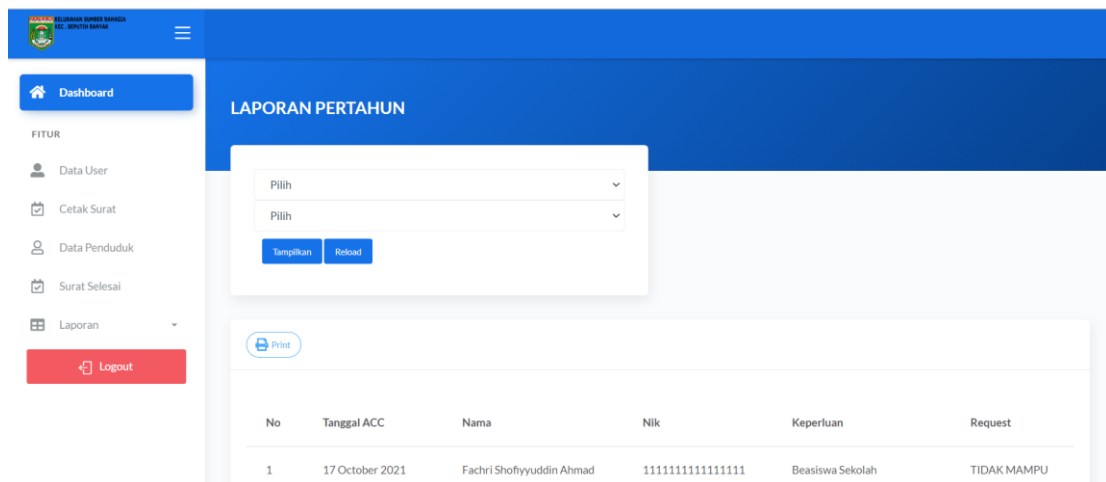 KELURAHAN SUMBER BAHAGIA
KEC. SEPUTIH BANYAK
Dashboard
LAPORAN PERTAHUN
FITUR
Data User
Pilih
Cetak Surat
Pilih
Data Penduduk
Tampilkan Reload
Surat Selesai
Laporan
Print
Logout
No Tanggal ACC Nama Nik Keperluan Request
1 17 October 2021 Fachri Shofiyyuddin Ahmad 1111111111111111 Beasiswa Sekolah TIDAK MAMPU